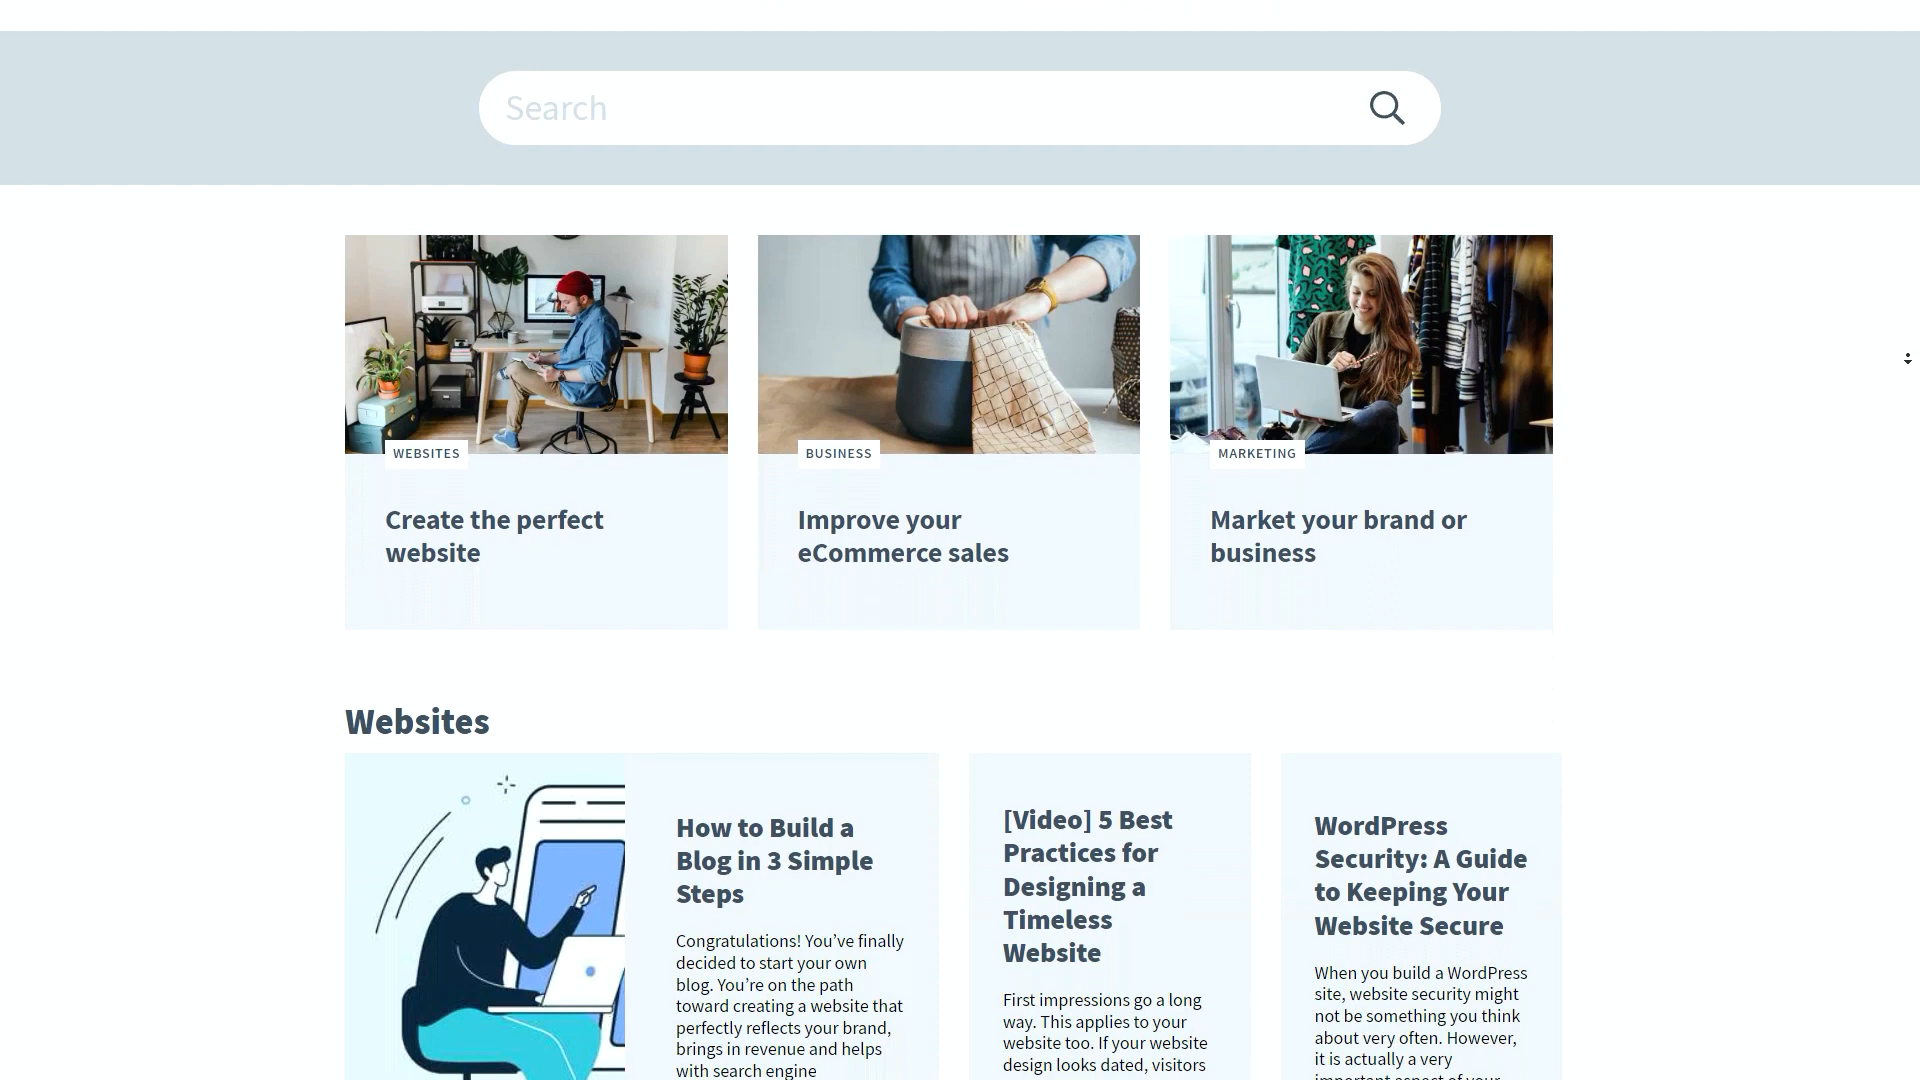 Search
WEBSITES
Create the perfect
website
BUSINESS
Improve your
eCommerce sales
MARKETING
Market your brand or
business
Websites
How to Build a
Blog in 3 Simple
Steps
Congratulations! You’ve finally
decided to start your own
blog. You’re on the path
toward creating a website that
perfectly reflects your brand,
brings in revenue and helps
with search engine
[Video] 5 Best
Practices for
Designing a
Timeless
Website
First impressions go a long
way. This applies to your
website too. If your website
design looks dated, visitors
WordPress
Security: A Guide
to Keeping Your
Website Secure
When you build a WordPress
site, website security might
not be something you think
about very often. However,
it is actually a very
important aspect of your